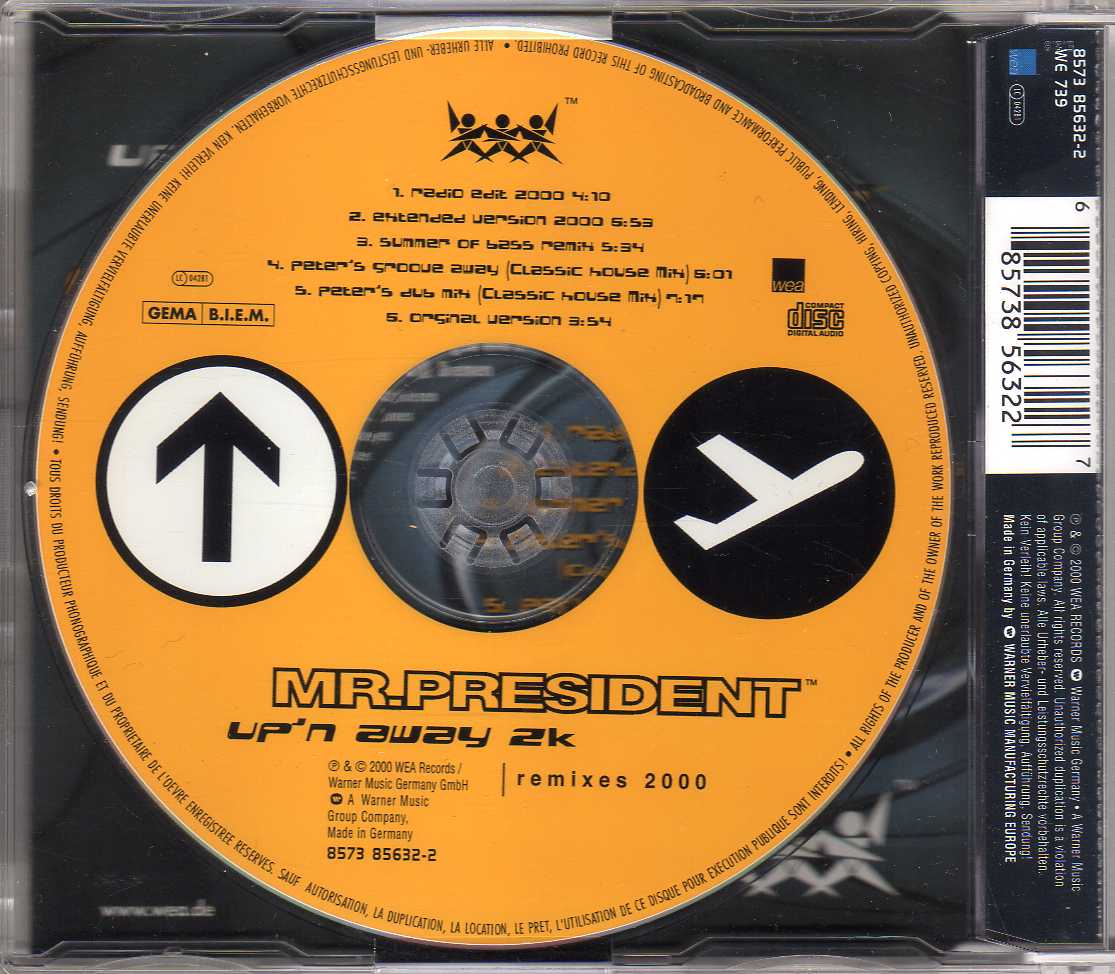 ™
1. radio edit 2000 4:10
2. extended version 2000 6:53
3. summer of bass remix 5:34
4. peter's groove away (Classic house Mix) 6:01
5. peter's dub mix (Classic house Mix) 7:17
6. orginal version 3:54
LC 04281
GEMA B.I.E.M.
wea
COMPACT
disc
DIGITAL AUDIO
MR.PRESIDENT™
up'n away 2k
remixes 2000
℗ & © 2000 WEA Records /
Warner Music Germany GmbH
A Warner Music
Group Company,
Made in Germany
8573 85632-2
ALLE URHEBER- UND LEISTUNGSSCHUTZRECHTE VORBEHALTEN. KEIN VERLEIH! KEINE UNERLAUBTE VERVIELFÄLTIGUNG, AUFFÜHRUNG, SENDUNG! • TOUS DROITS DU PRODUCTEUR PHONOGRAPHIQUE ET DU PROPRIETAIRE DE L'OEVRE ENREGISTREE RESERVES. SAUF AUTORISATION, LA DUPLICATION, LA LOCATION, LE PRET, L'UTILISATION DE CE DISQUE POUR EXECUTION PUBLIQUE SONT INTERDITS! • ALL RIGHTS OF THE PRODUCER AND OF THE OWNER OF THE WORK REPRODUCED RESERVED. UNAUTHORIZED COPYING, HIRING, LENDING, PUBLIC PERFORMANCE AND BROADCASTING OF THIS RECORD PROHIBITED. •
www.wea.de
8573 85632-2
WE 739
wea
LC 04281
6 85738 56322 7
℗ & © 2000 WEA RECORDS Warner Music Germany • A Warner Music
Group Company. All rights reserved. Unauthorized duplication is a violation
of applicable laws. Alle Urheber- und Leistungsschutzrechte vorbehalten.
Kein Verleih! Keine unerlaubte Vervielfältigung, Aufführung, Sendung!
Made in Germany by WARNER MUSIC MANUFACTURING EUROPE